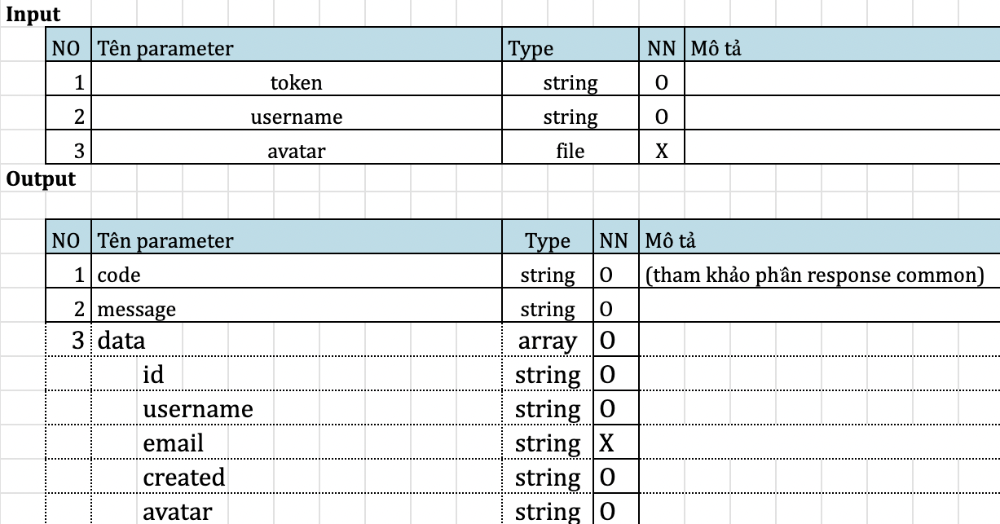 Input
NO Tên parameter Type NN Mô tả
1 token string O
2 username string O
3 avatar file X
Output
NO Tên parameter Type NN Mô tả
1 code string O (tham khảo phần response common)
2 message string O
3 data array O
id string O
username string O
email string X
created string O
avatar string O